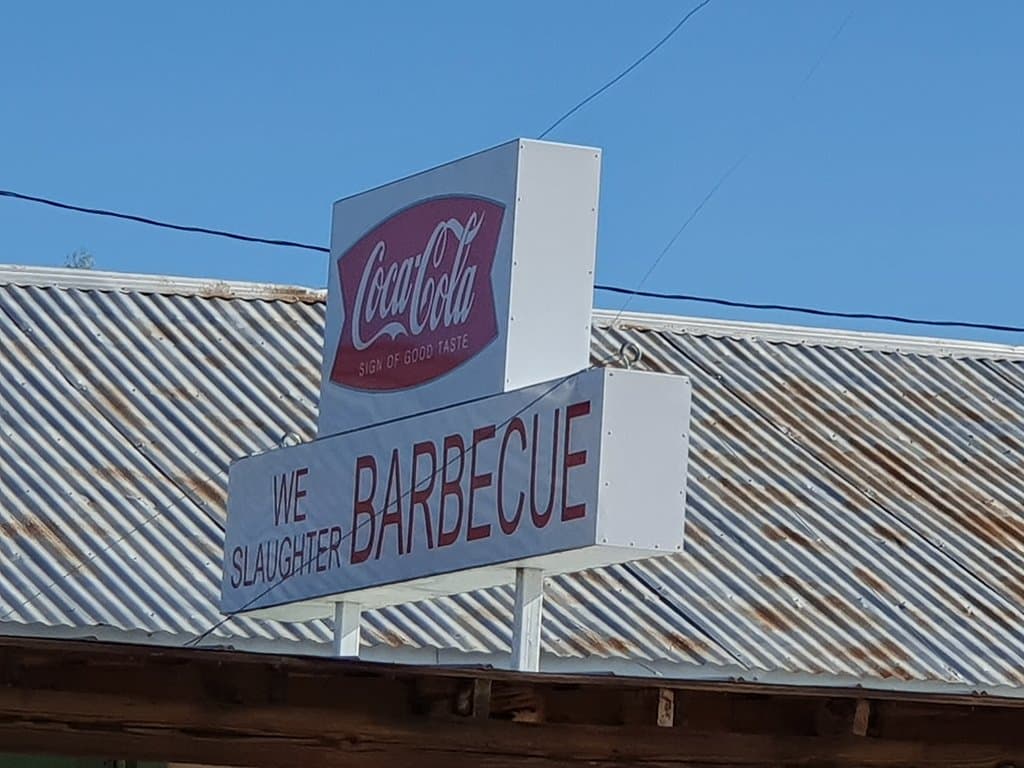 Coca-Cola
SIGN OF GOOD TASTE
WE
SLAUGHTER
BARBECUE